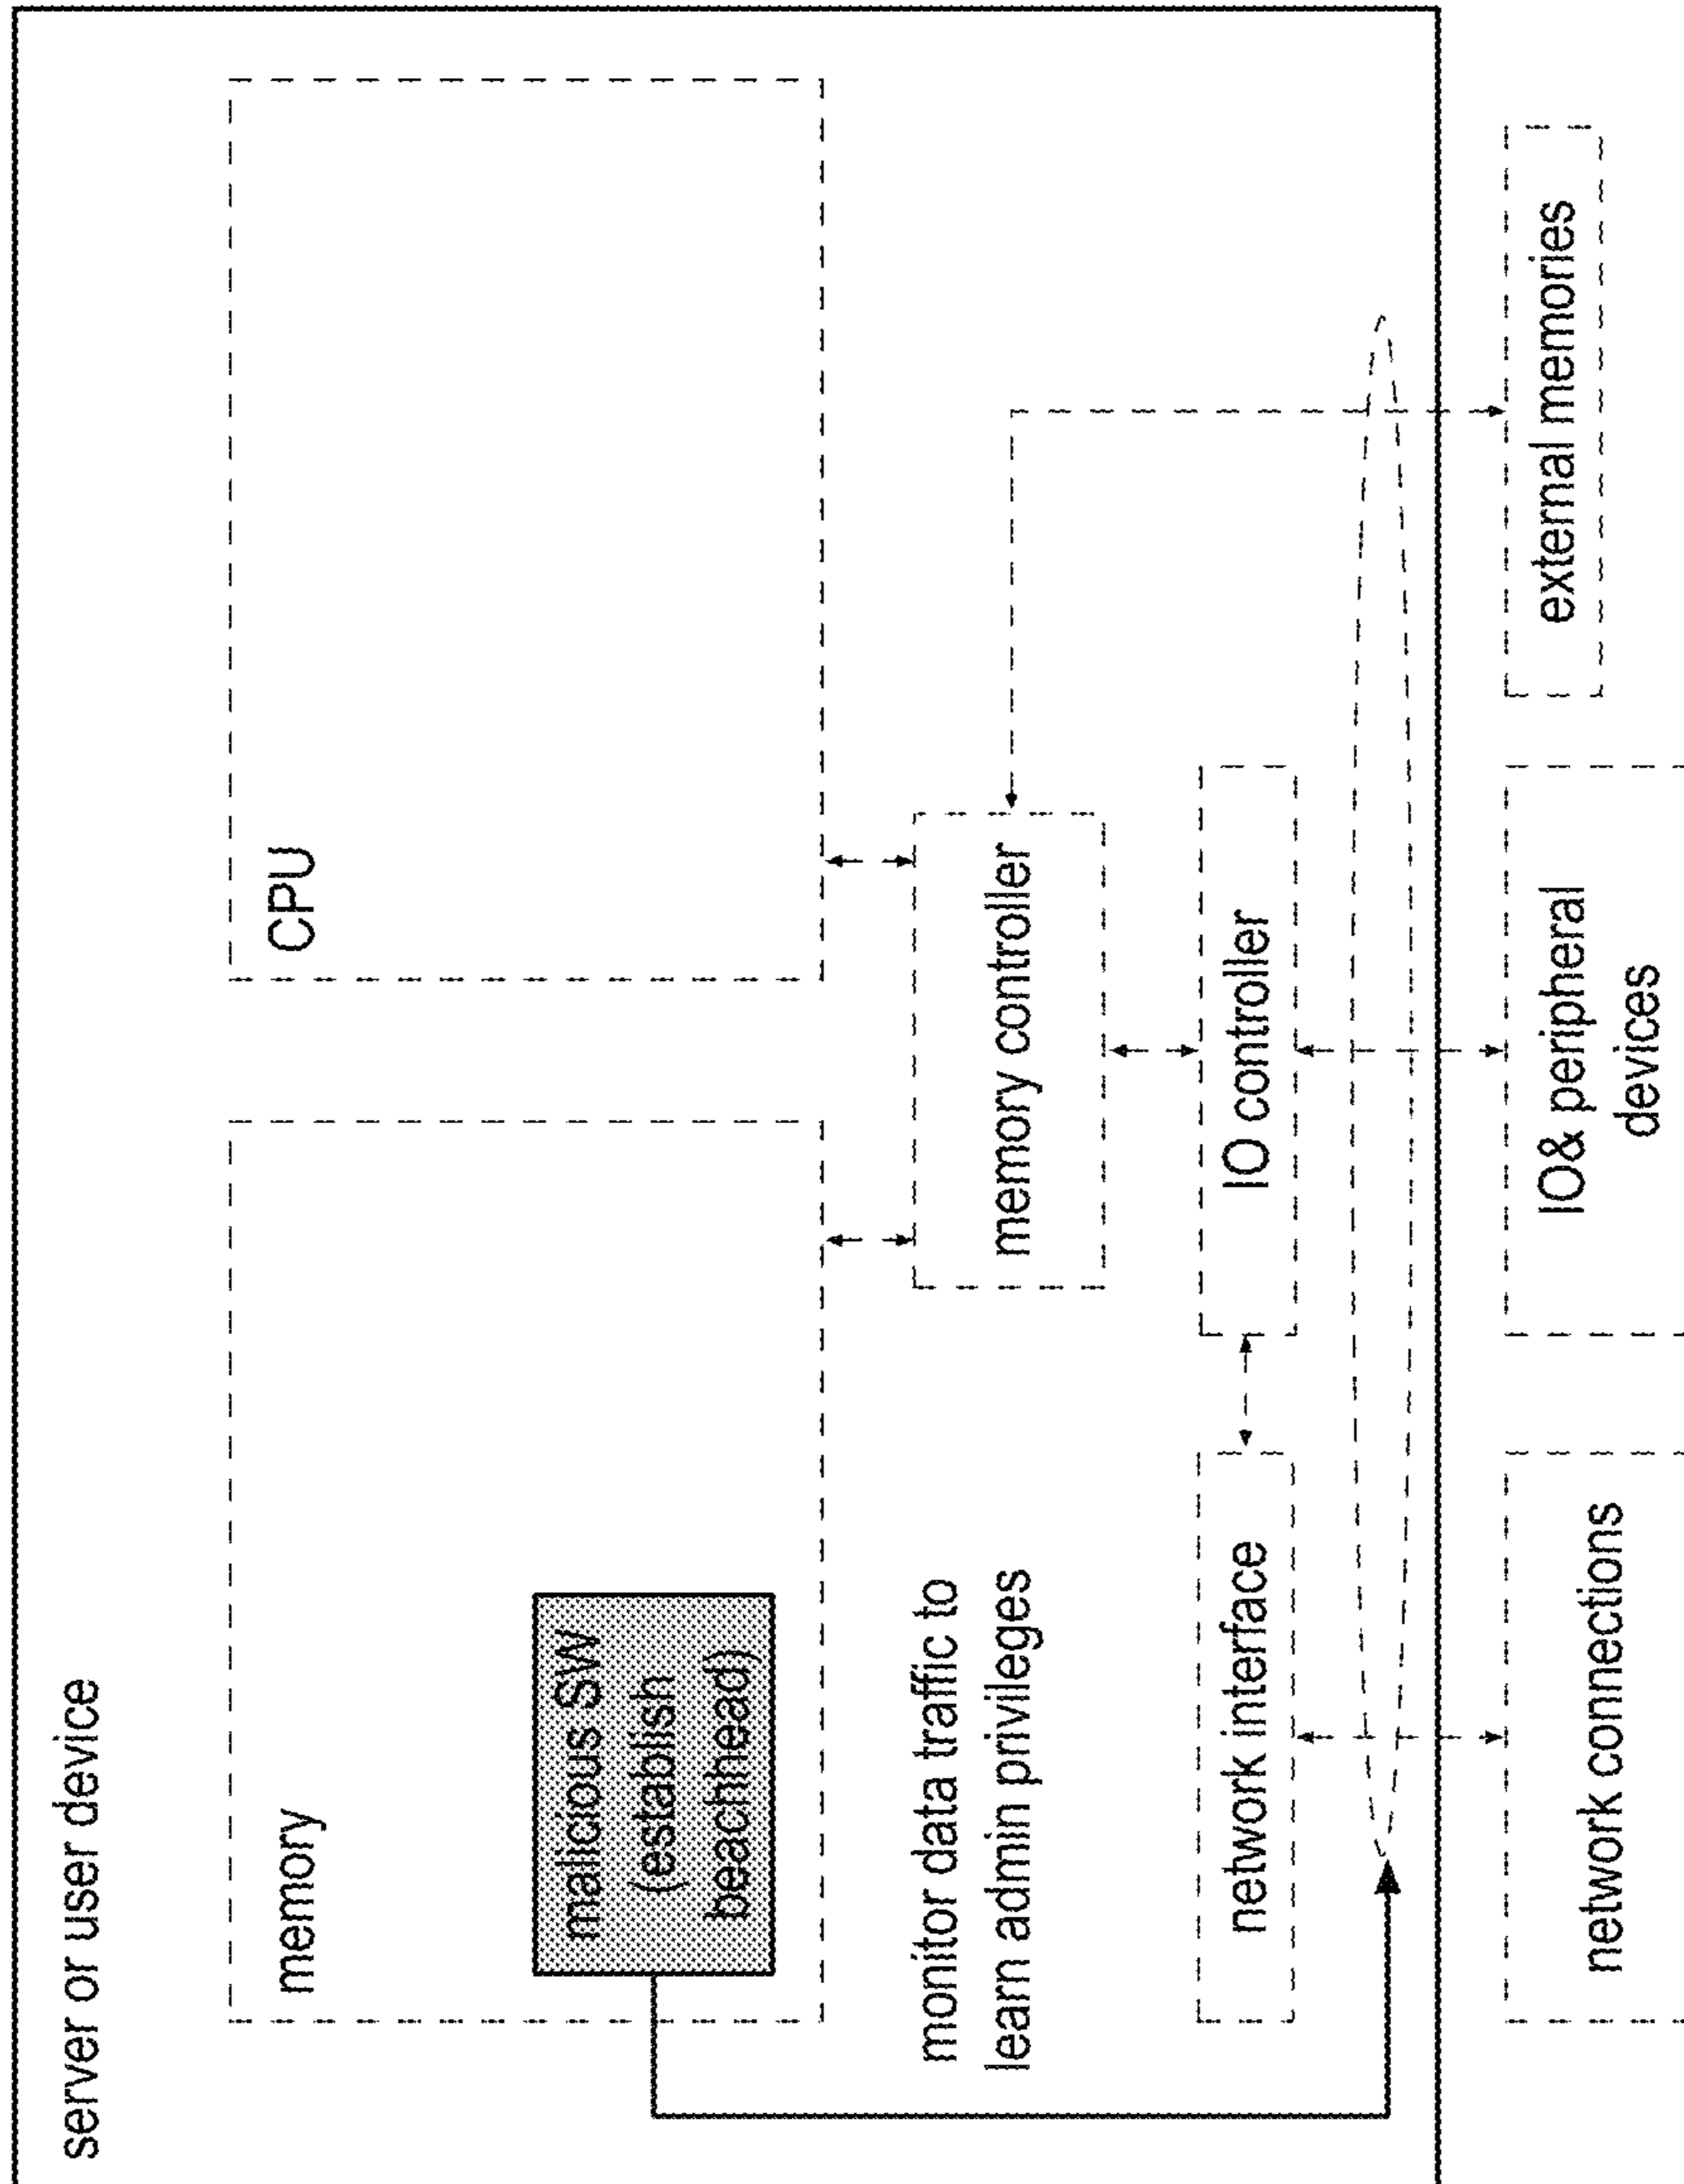 server or user device
memory
CPU
malicious SW
(establish
beachhead)
monitor data traffic to
learn admin privileges
memory controller
network interface
IO controller
network connections
IO& peripheral
devices
external memories